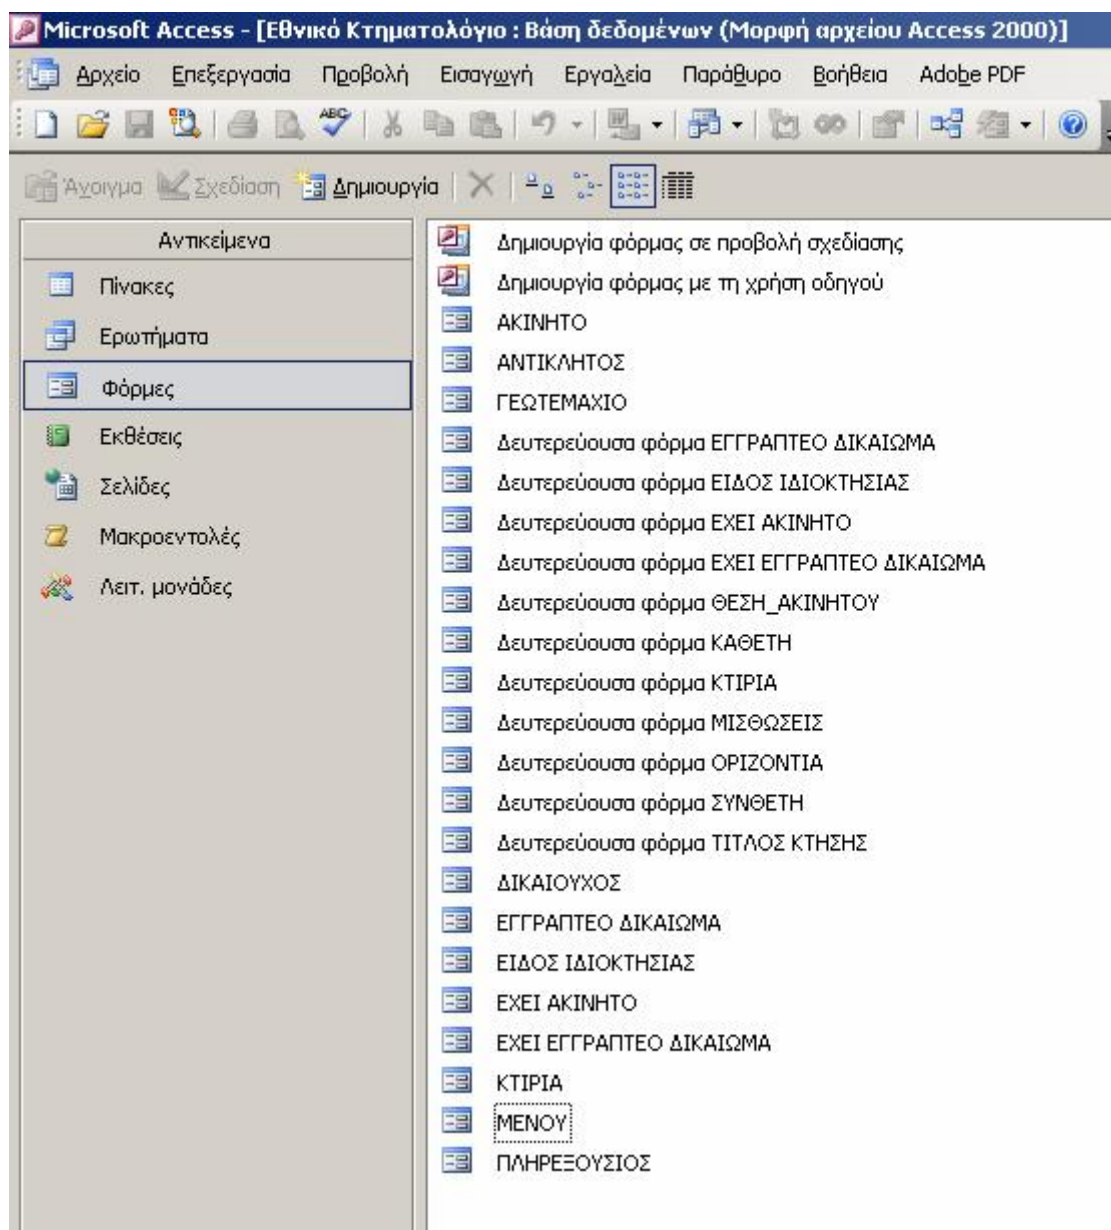 Microsoft Access - [Εθνικό Κτηματολόγιο : Βάση δεδομένων (Μορφή αρχείου Access 2000)]
Αρχείο Επεξεργασία Προβολή Εισαγωγή Εργαλεία Παράθυρο Βοήθεια Adobe PDF
ABC
Άνοιγμα Σχεδίαση Δημιουργία
Αντικείμενα
Πίνακες
Ερωτήματα
Φόρμες
Εκθέσεις
Σελίδες
Μακροεντολές
Λειτ. μονάδες
Δημιουργία φόρμας σε προβολή σχεδίασης
Δημιουργία φόρμας με τη χρήση οδηγού
ΑΚΙΝΗΤΟ
ΑΝΤΙΚΛΗΤΟΣ
ΓΕΩΤΕΜΑΧΙΟ
Δευτερεύουσα φόρμα ΕΓΓΡΑΠΤΕΟ ΔΙΚΑΙΩΜΑ
Δευτερεύουσα φόρμα ΕΙΔΟΣ ΙΔΙΟΚΤΗΣΙΑΣ
Δευτερεύουσα φόρμα ΕΧΕΙ ΑΚΙΝΗΤΟ
Δευτερεύουσα φόρμα ΕΧΕΙ ΕΓΓΡΑΠΤΕΟ ΔΙΚΑΙΩΜΑ
Δευτερεύουσα φόρμα ΘΕΣΗ_ΑΚΙΝΗΤΟΥ
Δευτερεύουσα φόρμα ΚΑΘΕΤΗ
Δευτερεύουσα φόρμα ΚΤΙΡΙΑ
Δευτερεύουσα φόρμα ΜΙΣΘΩΣΕΙΣ
Δευτερεύουσα φόρμα ΟΡΙΖΟΝΤΙΑ
Δευτερεύουσα φόρμα ΣΥΝΘΕΤΗ
Δευτερεύουσα φόρμα ΤΙΤΛΟΣ ΚΤΗΣΗΣ
ΔΙΚΑΙΟΥΧΟΣ
ΕΓΓΡΑΠΤΕΟ ΔΙΚΑΙΩΜΑ
ΕΙΔΟΣ ΙΔΙΟΚΤΗΣΙΑΣ
ΕΧΕΙ ΑΚΙΝΗΤΟ
ΕΧΕΙ ΕΓΓΡΑΠΤΕΟ ΔΙΚΑΙΩΜΑ
ΚΤΙΡΙΑ
ΜΕΝΟΥ
ΠΛΗΡΕΞΟΥΣΙΟΣ